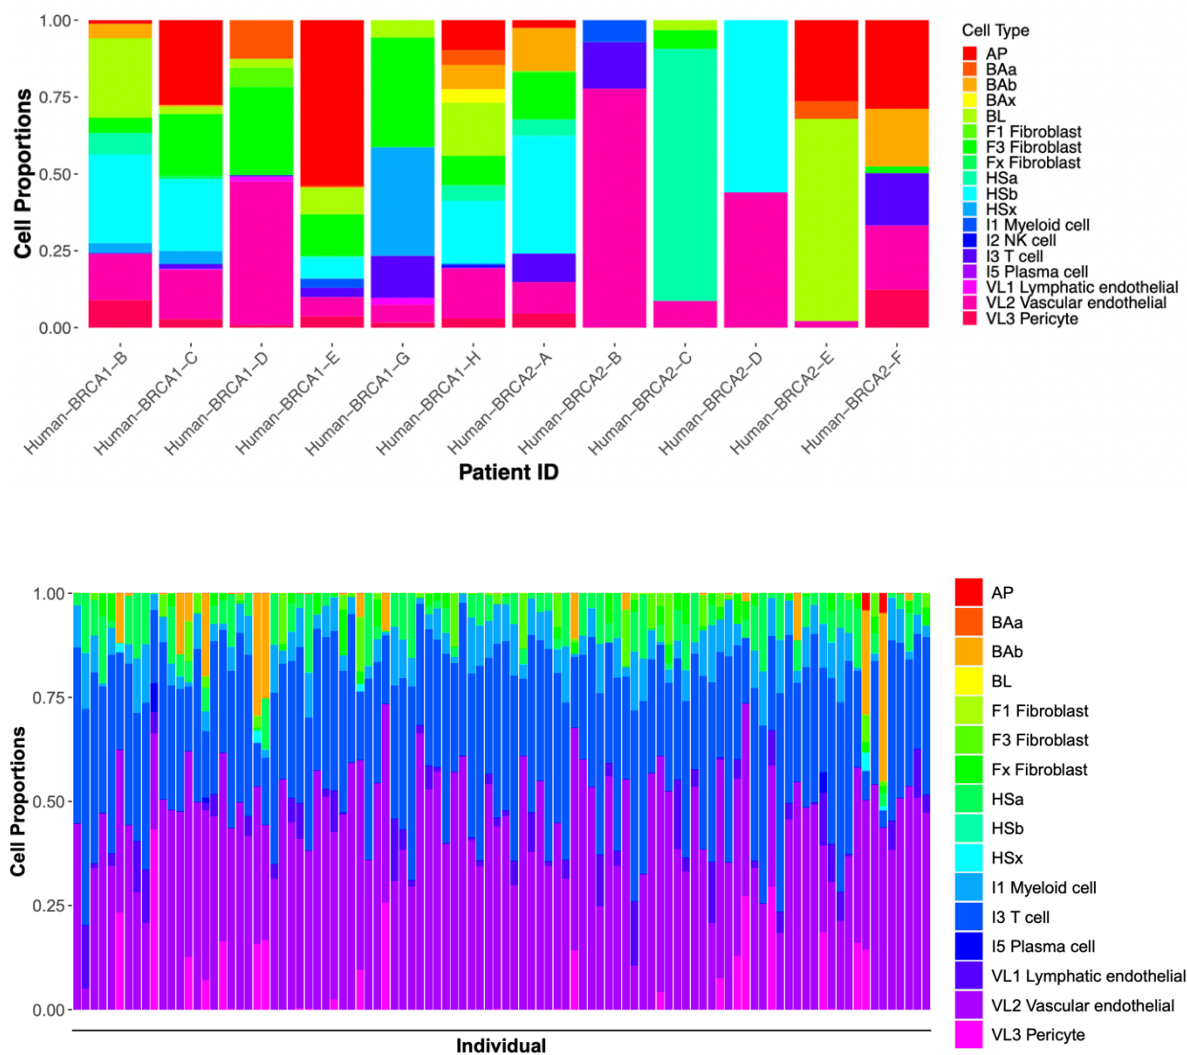 Cell Proportions
1.00
0.75
0.50
0.25
0.00
Human–BRCA1–B
Human–BRCA1–C
Human–BRCA1–D
Human–BRCA1–E
Human–BRCA1–G
Human–BRCA1–H
Human–BRCA2–A
Human–BRCA2–B
Human–BRCA2–C
Human–BRCA2–D
Human–BRCA2–E
Human–BRCA2–F
Patient ID
Cell Type
AP
BAa
BAb
BAx
BL
F1 Fibroblast
F3 Fibroblast
Fx Fibroblast
HSa
HSb
HSx
I1 Myeloid cell
I2 NK cell
I3 T cell
I5 Plasma cell
VL1 Lymphatic endothelial
VL2 Vascular endothelial
VL3 Pericyte
Cell Proportions
1.00
0.75
0.50
0.25
0.00
Individual
AP
BAa
BAb
BL
F1 Fibroblast
F3 Fibroblast
Fx Fibroblast
HSa
HSb
HSx
I1 Myeloid cell
I3 T cell
I5 Plasma cell
VL1 Lymphatic endothelial
VL2 Vascular endothelial
VL3 Pericyte